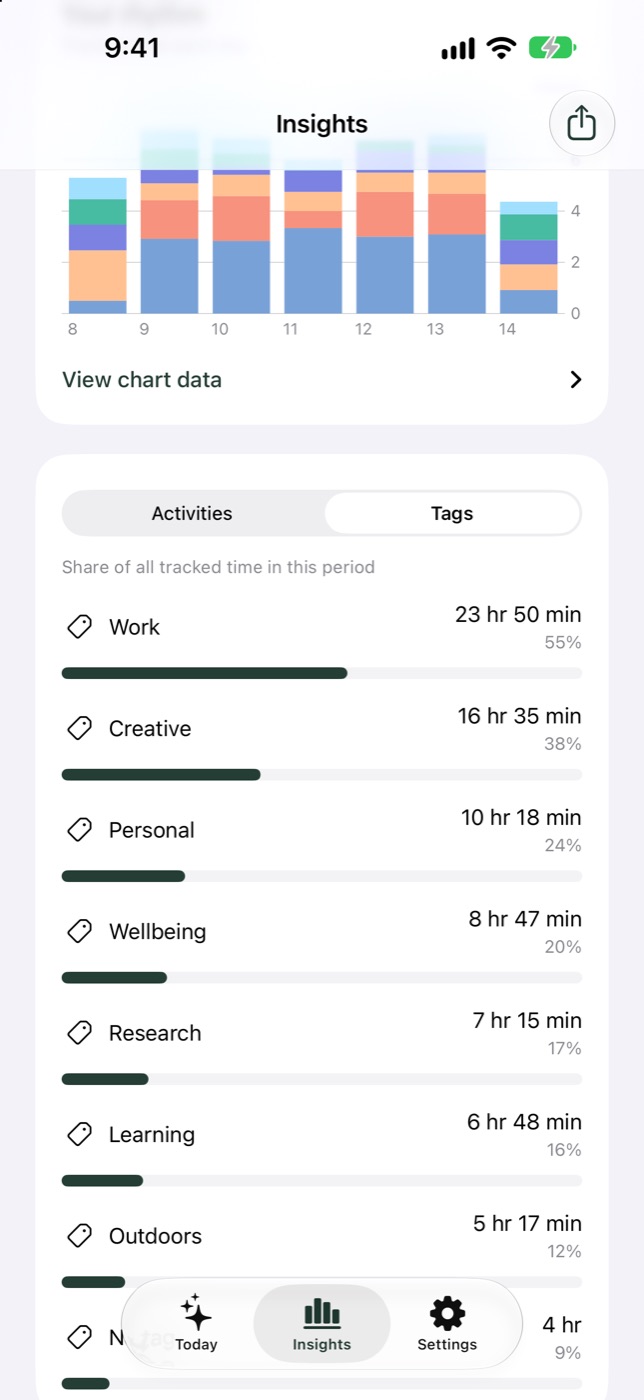 9:41
Insights
4
2
0
8 9 10 11 12 13 14
View chart data
Activities Tags
Share of all tracked time in this period
Work 23 hr 50 min
55%
Creative 16 hr 35 min
38%
Personal 10 hr 18 min
24%
Wellbeing 8 hr 47 min
20%
Research 7 hr 15 min
17%
Learning 6 hr 48 min
16%
Outdoors 5 hr 17 min
12%
4 hr
9%
Today Insights Settings